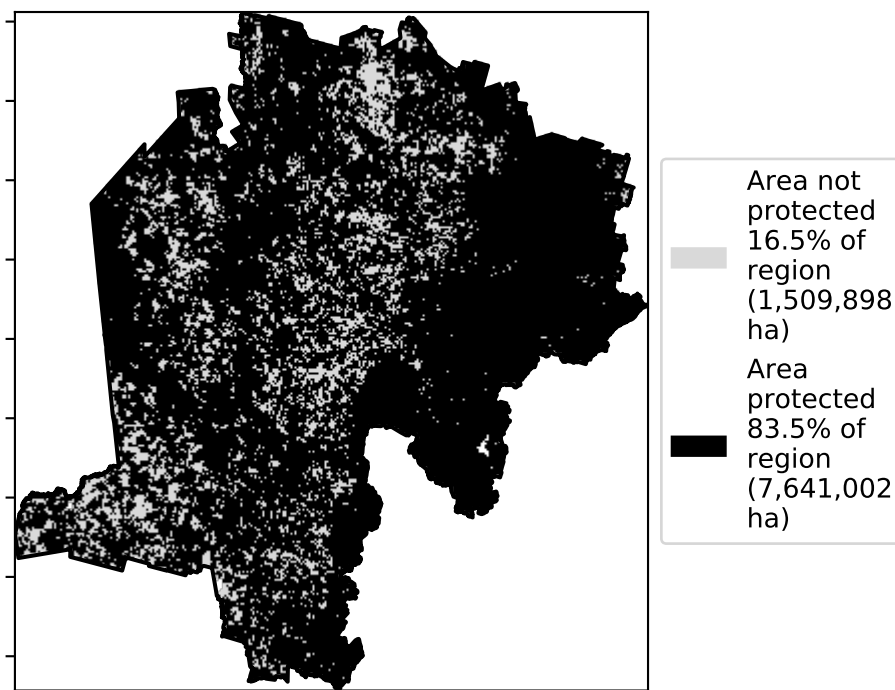 Area not
protected
16.5% of
region
(1,509,898
ha)
Area
protected
83.5% of
region
(7,641,002
ha)